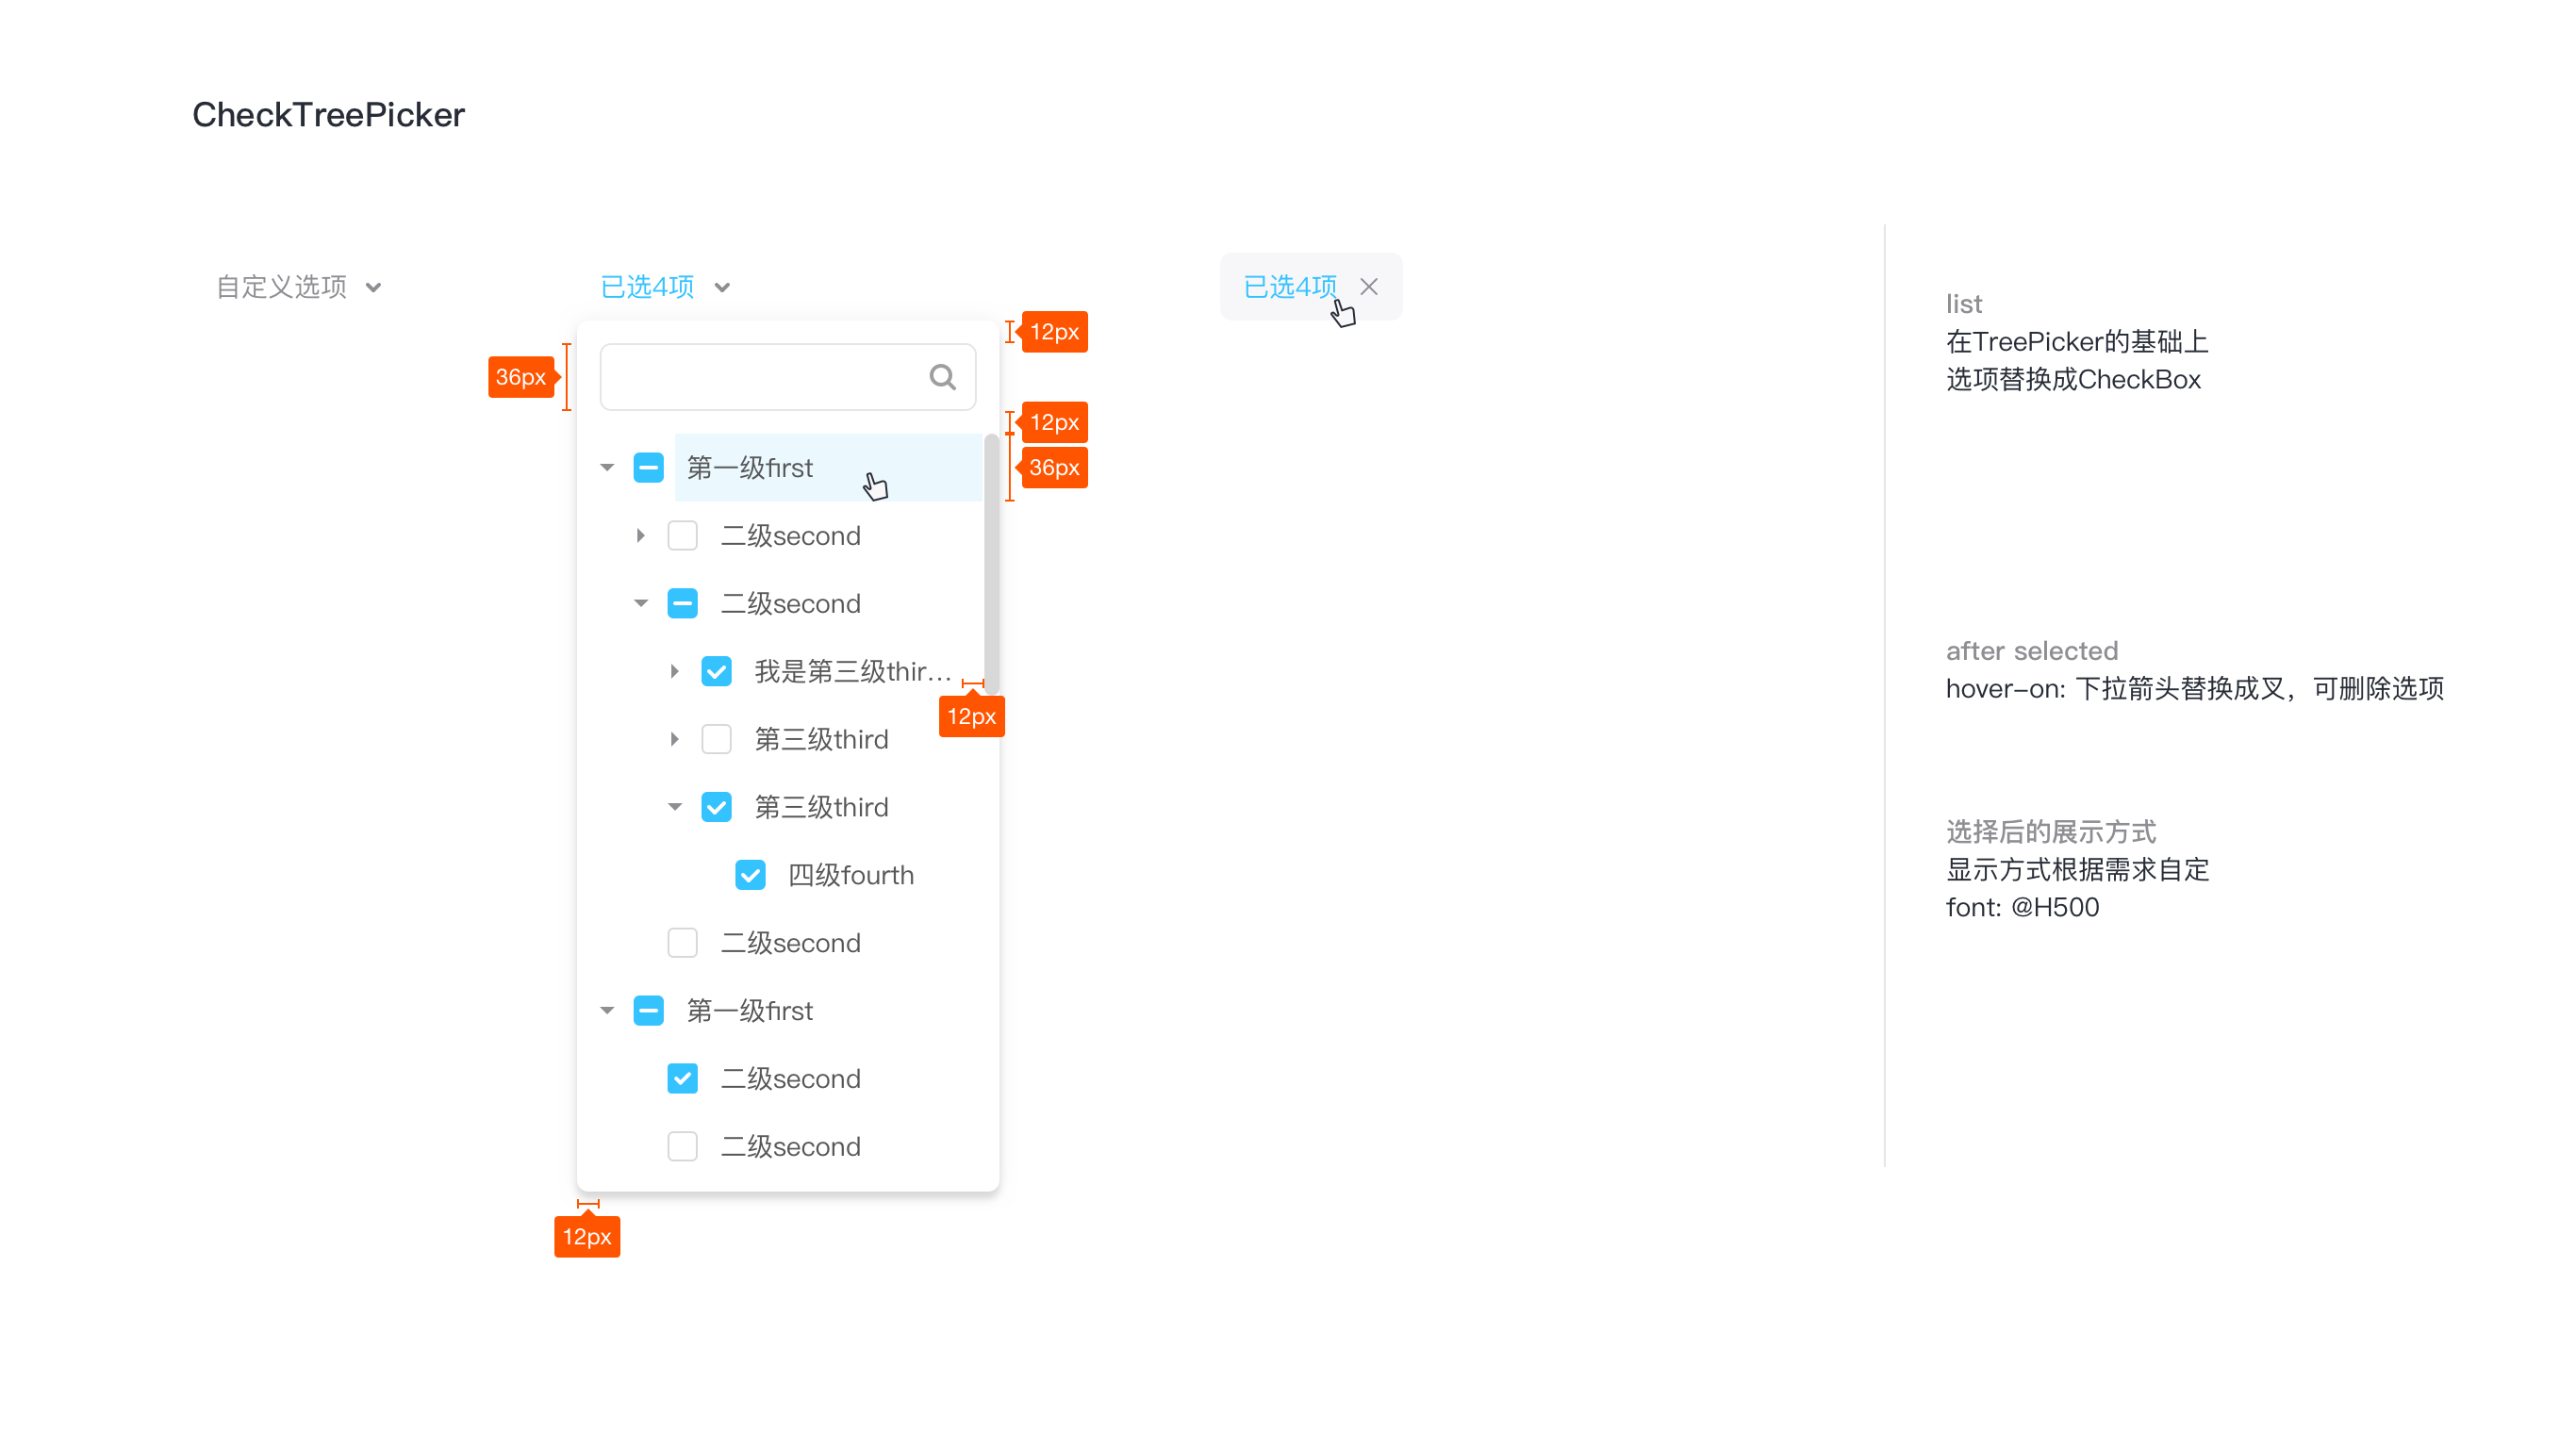 CheckTreePicker
自定义选项
已选4项
已选4项
12px
36px
12px
第一级first
36px
二级second
二级second
我是第三级thir...
12px
第三级third
第三级third
四级fourth
二级second
第一级first
二级second
二级second
12px
list
在TreePicker的基础上
选项替换成CheckBox
after selected
hover-on: 下拉箭头替换成叉，可删除选项
选择后的展示方式
显示方式根据需求自定
font: @H500